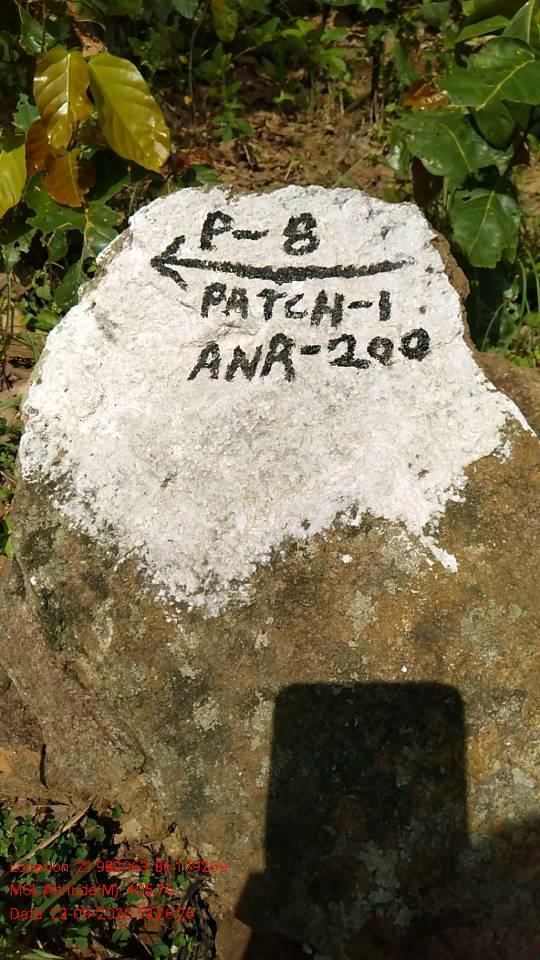 P-8
PATCH-1
ANR-200
Location:
MSL Altitude(M):
Date: